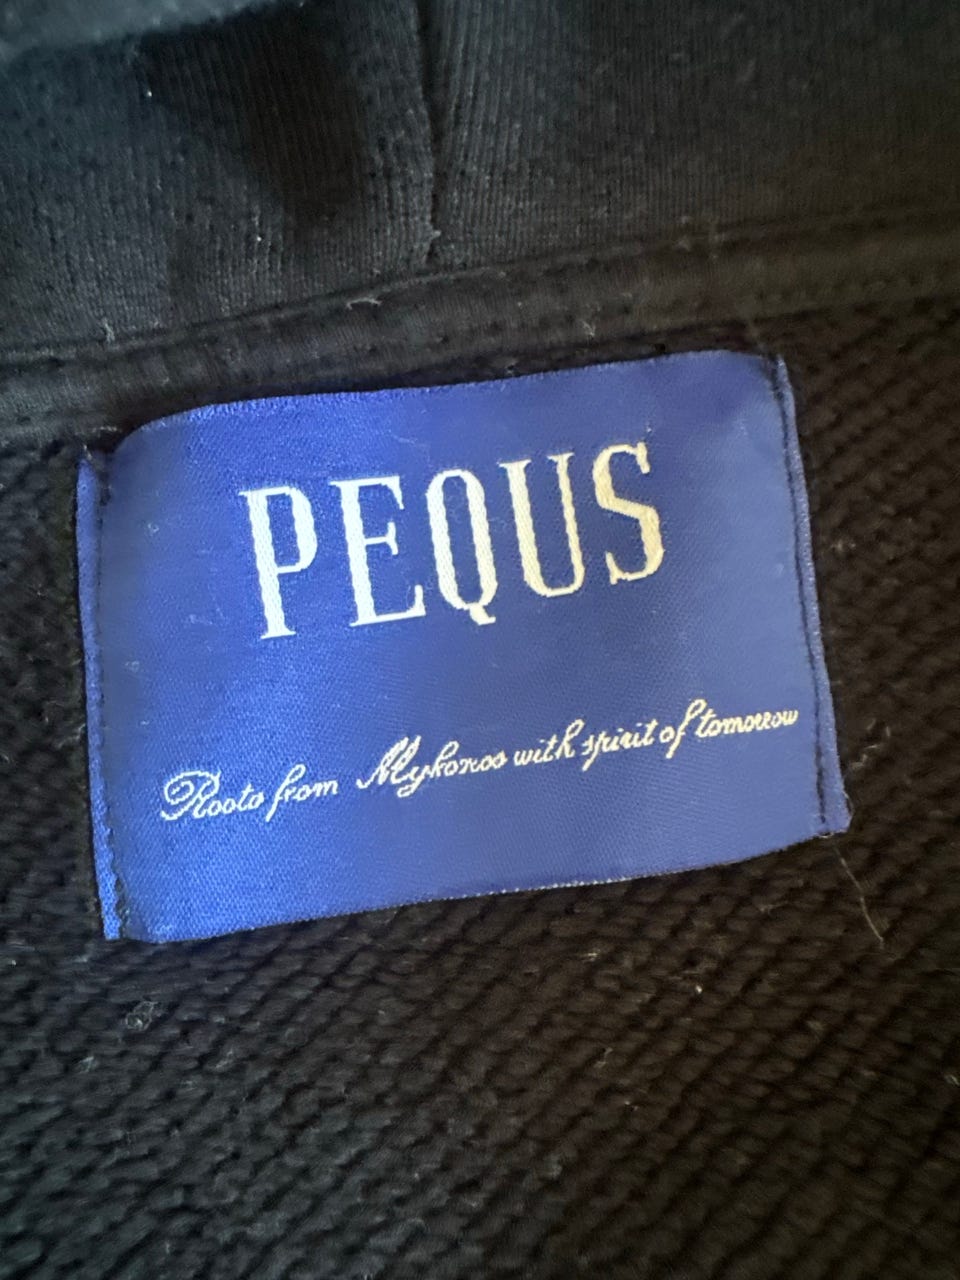 PEQUS
Roots from Mykonos with spirit of tomorrow